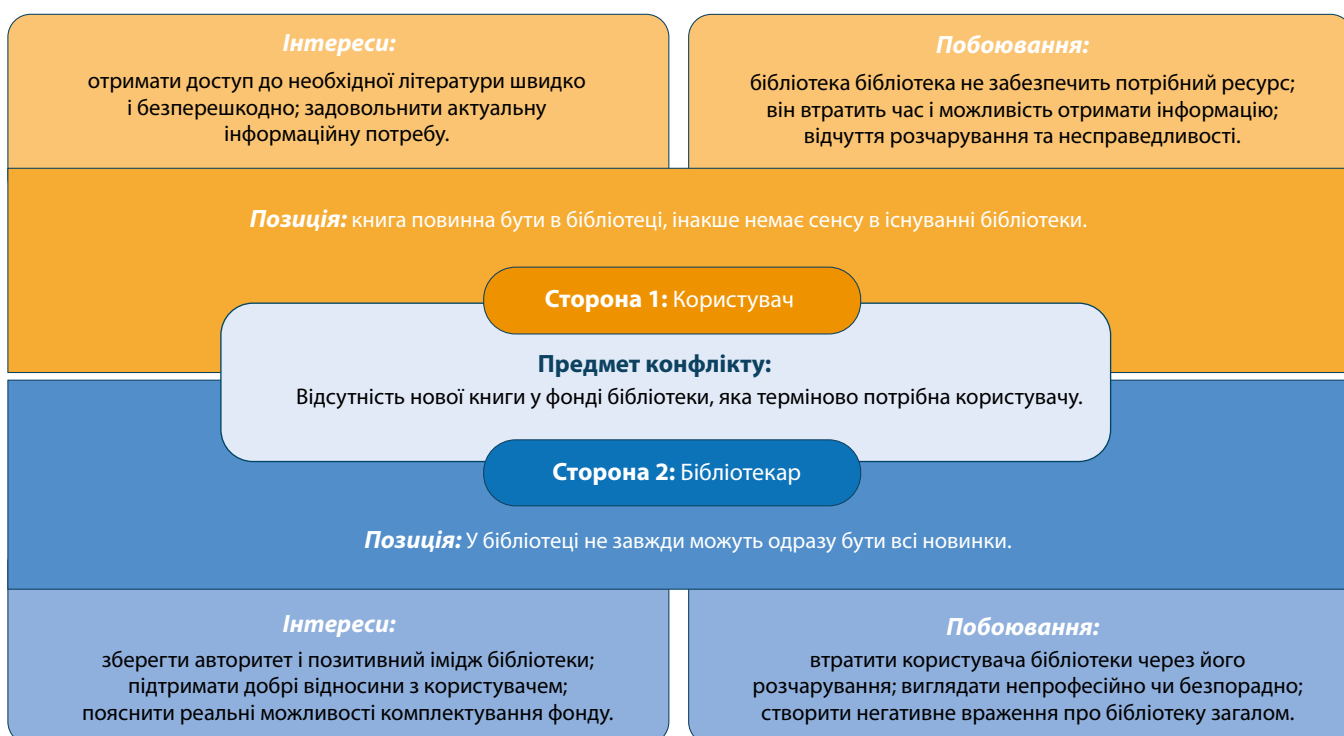 Інтереси:
отримати доступ до необхідної літератури швидко
і безперешкодно; задовольнити актуальну
інформаційну потребу.
Побоювання:
бібліотека бібліотека не забезпечить потрібний ресурс;
він втратить час і можливість отримати інформацію;
відчуття розчарування та несправедливості.
Позиція: книга повинна бути в бібліотеці, інакше немає сенсу в існуванні бібліотеки.
Сторона 1: Користувач
Предмет конфлікту:
Відсутність нової книги у фонді бібліотеки, яка терміново потрібна користувачу.
Сторона 2: Бібліотекар
Позиція: У бібліотеці не завжди можуть одразу бути всі новинки.
Інтереси:
зберегти авторитет і позитивний імідж бібліотеки;
підтримати добрі відносини з користувачем;
пояснити реальні можливості комплектування фонду.
Побоювання:
втратити користувача бібліотеки через його
розчарування; виглядати непрофесійно чи безпорадно;
створити негативне враження про бібліотеку загалом.